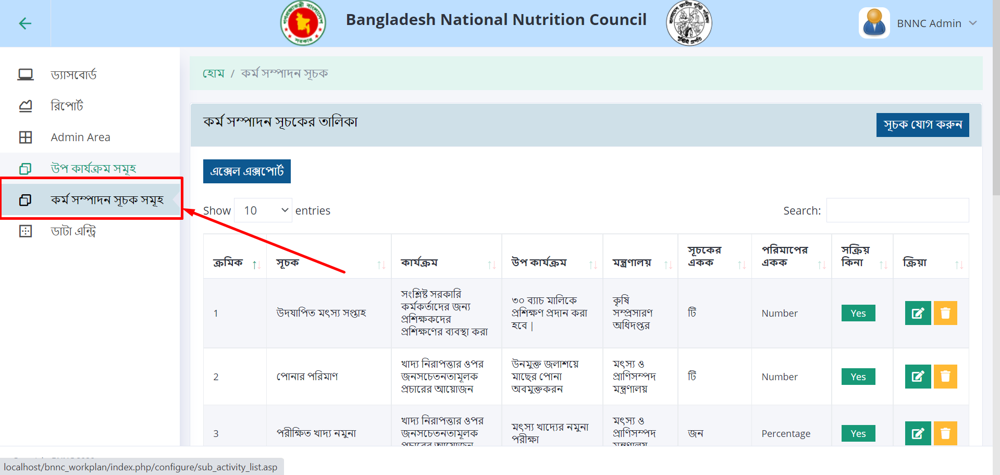 Bangladesh National Nutrition Council
BNNC Admin
ড্যাসবোর্ড
রিপোর্ট
Admin Area
উপ কার্যক্রম সমূহ
কর্ম সম্পাদন সূচক সমূহ
ডাটা এন্ট্রি
হোম / কর্ম সম্পাদন সূচক
কর্ম সম্পাদন সূচকের তালিকা
সূচক যোগ করুন
এক্সেল এক্সপোর্ট
Show 10 entries
Search:
ক্রমিক সূচক কার্যক্রম উপ কার্যক্রম মন্ত্রণালয় সূচকের একক পরিমাপের একক সক্রিয় কিনা ক্রিয়া
1
উদযাপিত মৎস্য সপ্তাহ
সংশ্লিষ্ট সরকারি
কর্মকর্তাদের জন্য
প্রশিক্ষকদের
প্রশিক্ষণের ব্যবস্থা করা
৩০ ব্যাচ মালিকে
প্রশিক্ষণ প্রদান করা
হবে |
কৃষি
সম্প্রসারণ
অধিদপ্তর
টি
Number
Yes
2
পোনার পরিমাণ
খাদ্য নিরাপত্তার ওপর
জনসচেতনতামূলক
প্রচারের আয়োজন
উনমুক্ত জলাশয়ে
মাছের পোনা
অবমুক্তকরন
মৎস্য ও
প্রাণিসম্পদ
মন্ত্রণালয়
টি
Number
Yes
3
পরীক্ষিত খাদ্য নমুনা
খাদ্য নিরাপত্তার ওপর
জনসচেতনতামূলক
প্রচারের আয়োজন
মৎস্য খাদ্যের নমুনা
পরীক্ষা
মৎস্য ও
প্রাণিসম্পদ
মন্ত্রণালয়
জন
Percentage
Yes
localhost/bnnc_workplan/index.php/configure/sub_activity_list.asp